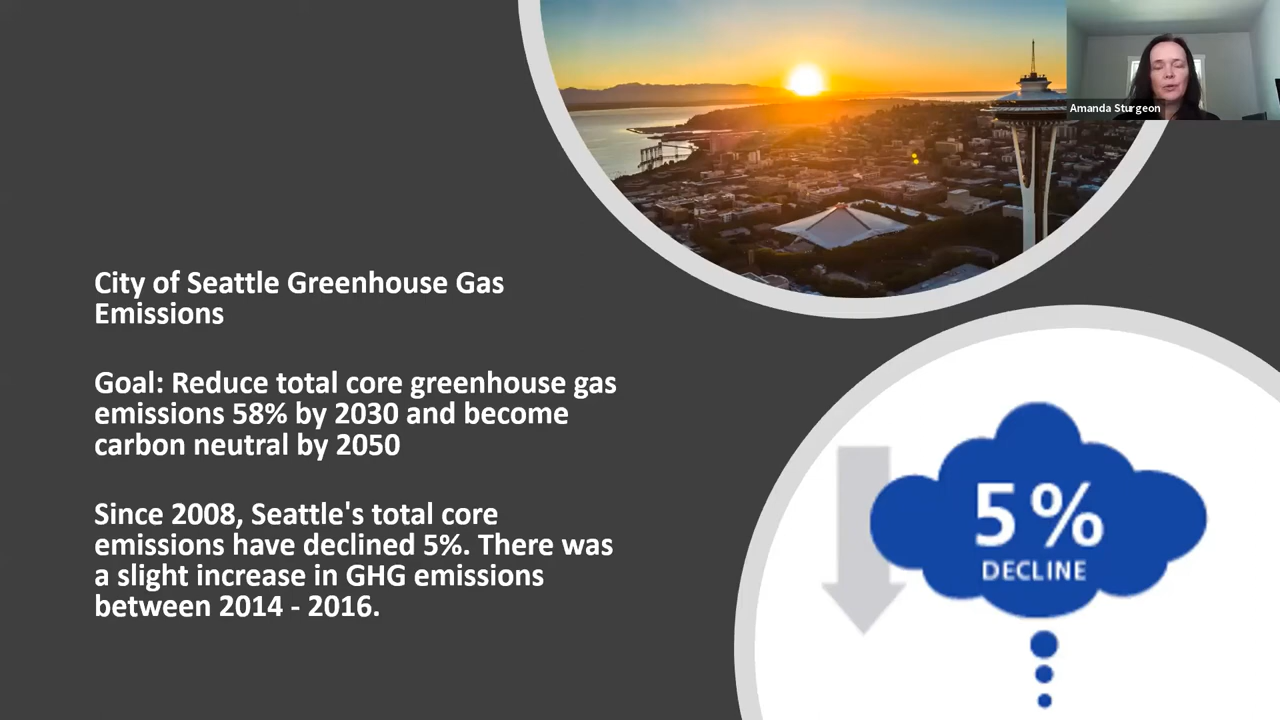 Amanda Sturgeon
City of Seattle Greenhouse Gas
Emissions
Goal: Reduce total core greenhouse gas
emissions 58% by 2030 and become
carbon neutral by 2050
Since 2008, Seattle's total core
emissions have declined 5%. There was
a slight increase in GHG emissions
between 2014 - 2016.
5%
DECLINE